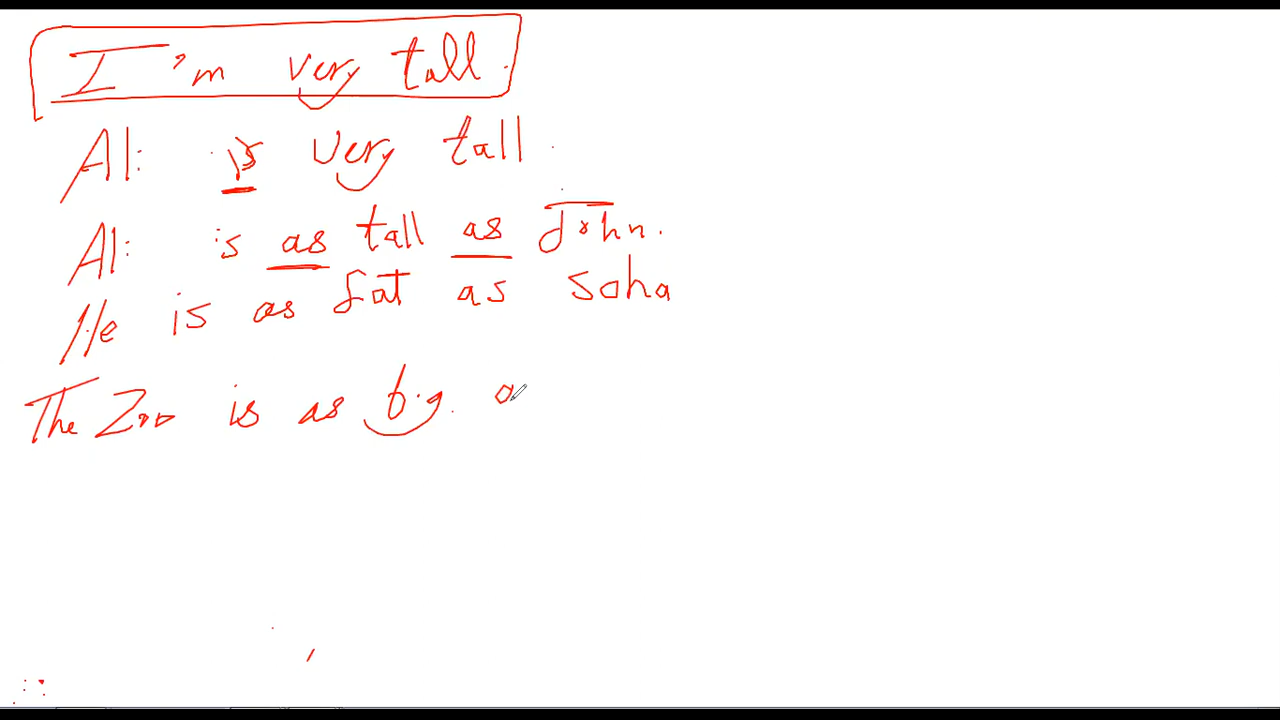 I'm very tall.
Ali is very tall.
Ali is as tall as John.
He is as fat as soha
The Zoo is as big a